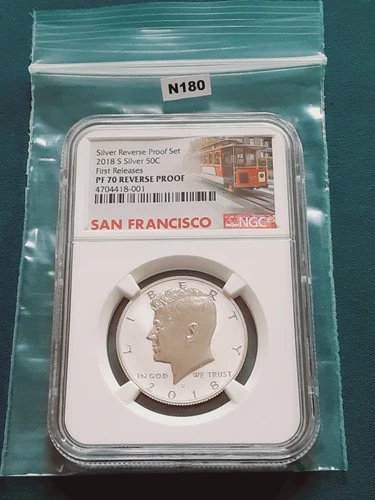 N180
Silver Reverse Proof Set
2018 S Silver 50C
First Releases
PF 70 REVERSE PROOF
4704418-001
SAN FRANCISCO
NGC
LIBERTY
IN GOD WE TRUST
2018